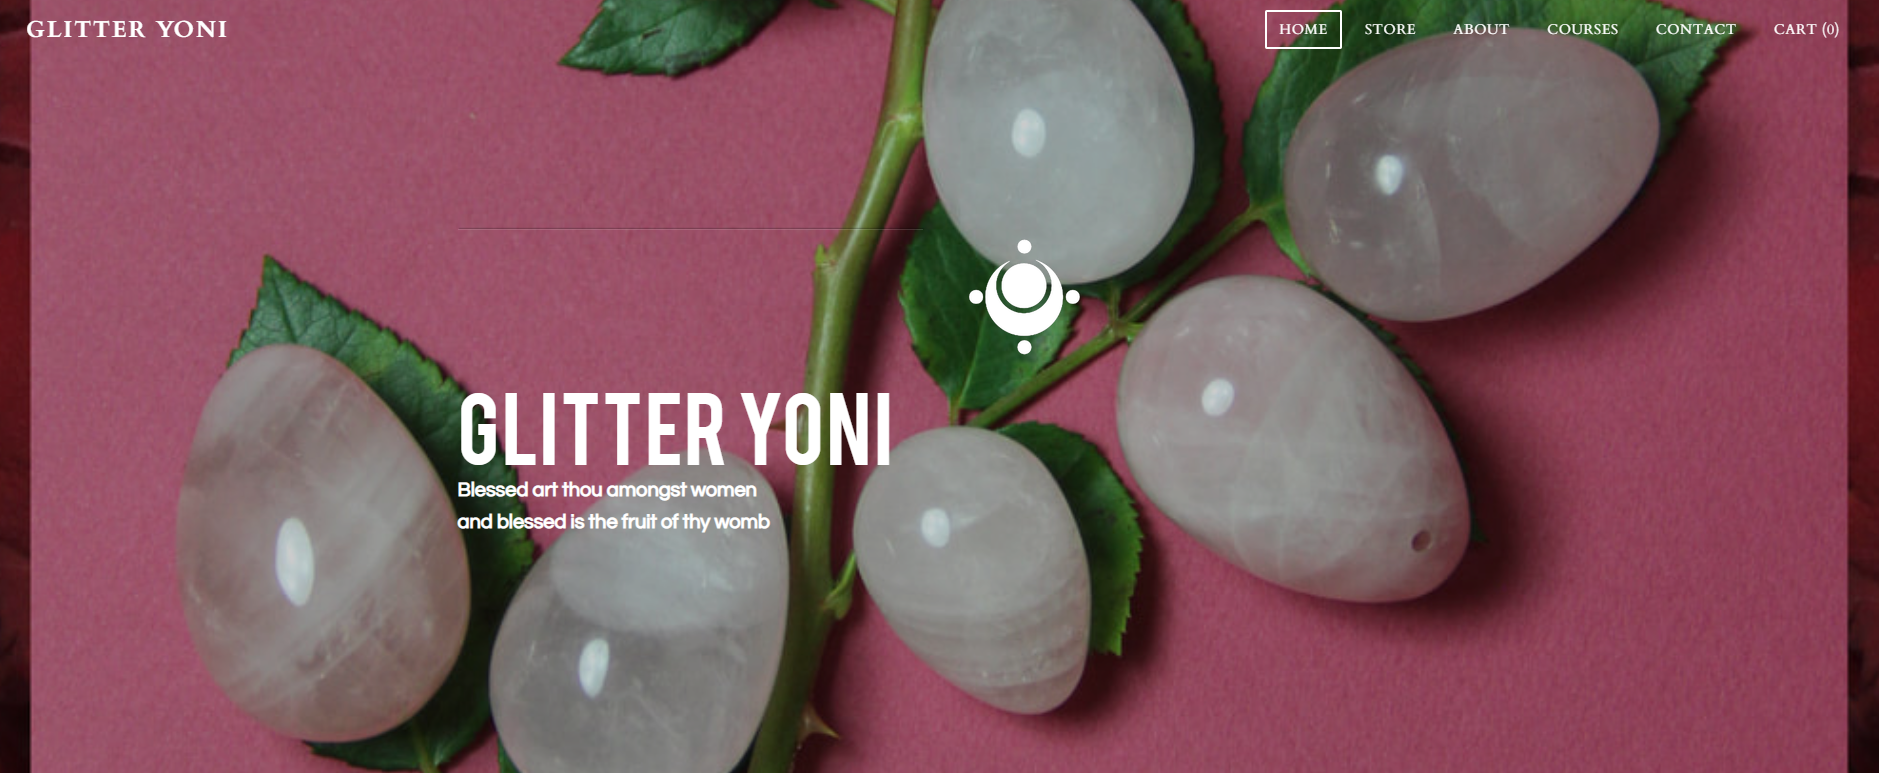 GLITTER YONI
HOME
STORE
ABOUT
COURSES
CONTACT
CART (0)
GLITTER YONI
Blessed art thou amongst women
and blessed is the fruit of thy womb